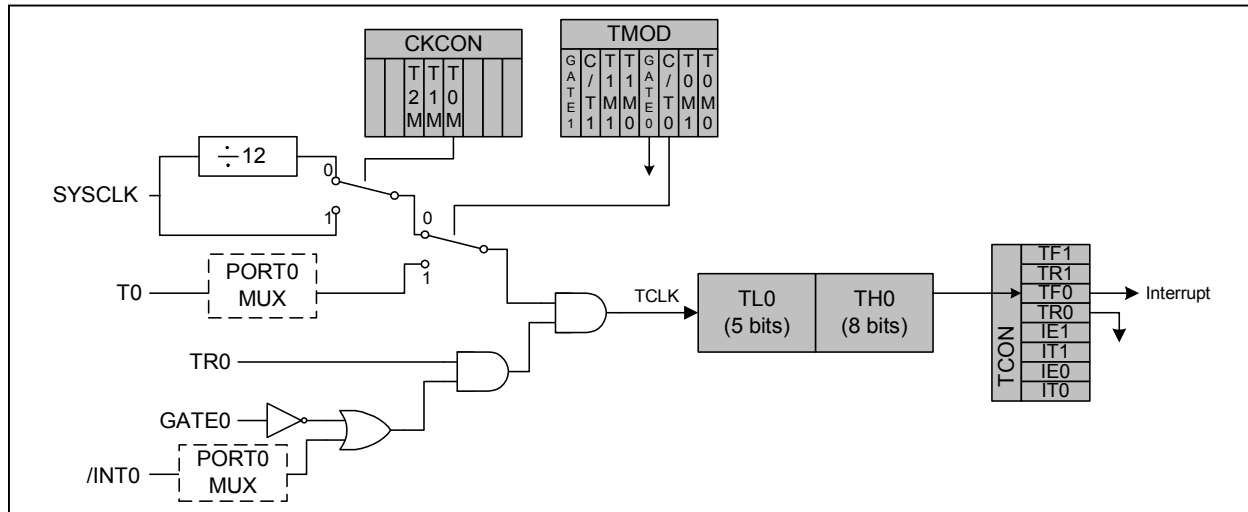 CKCON
T2M
T1M
T0M
TMOD
GATE1
C/T1
T1M1
T1M0
GATE0
C/T0
T0M1
T0M0
÷12
0
SYSCLK
1
0
T0
PORT0
MUX
1
TCLK
TL0
(5 bits)
TH0
(8 bits)
TCON
TF1
TR1
TF0
TR0
IE1
IT1
IE0
IT0
Interrupt
TR0
GATE0
/INT0
PORT0
MUX